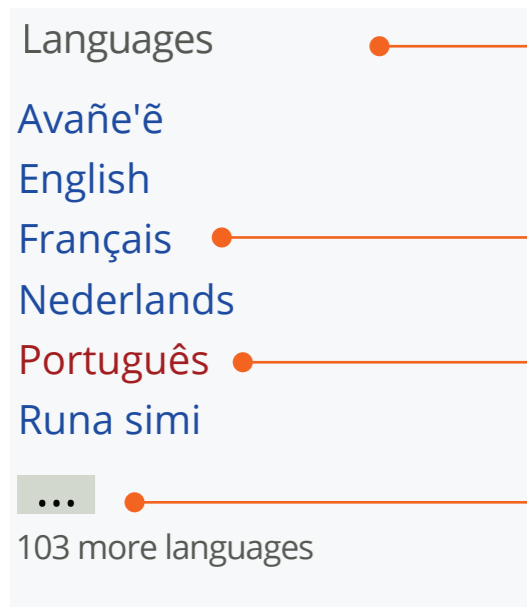 Languages
Avañe'ẽ
English
Français
Nederlands
Português
Runa simi
...
103 more languages